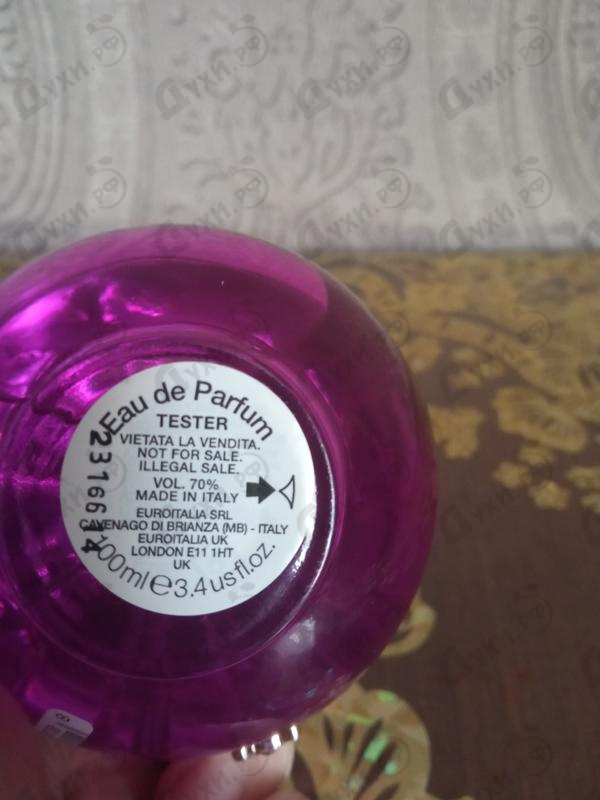 Eau de Parfum
TESTER
VIETATA LA VENDITA.
NOT FOR SALE.
ILLEGAL SALE.
VOL. 70%
MADE IN ITALY
EUROITALIA SRL
CAVENAGO DI BRIANZA (MB) - ITALY
EUROITALIA UK
LONDON E11 1HT
UK
100ml e 3.4 us fl.oz.
2316614
Духи.рф